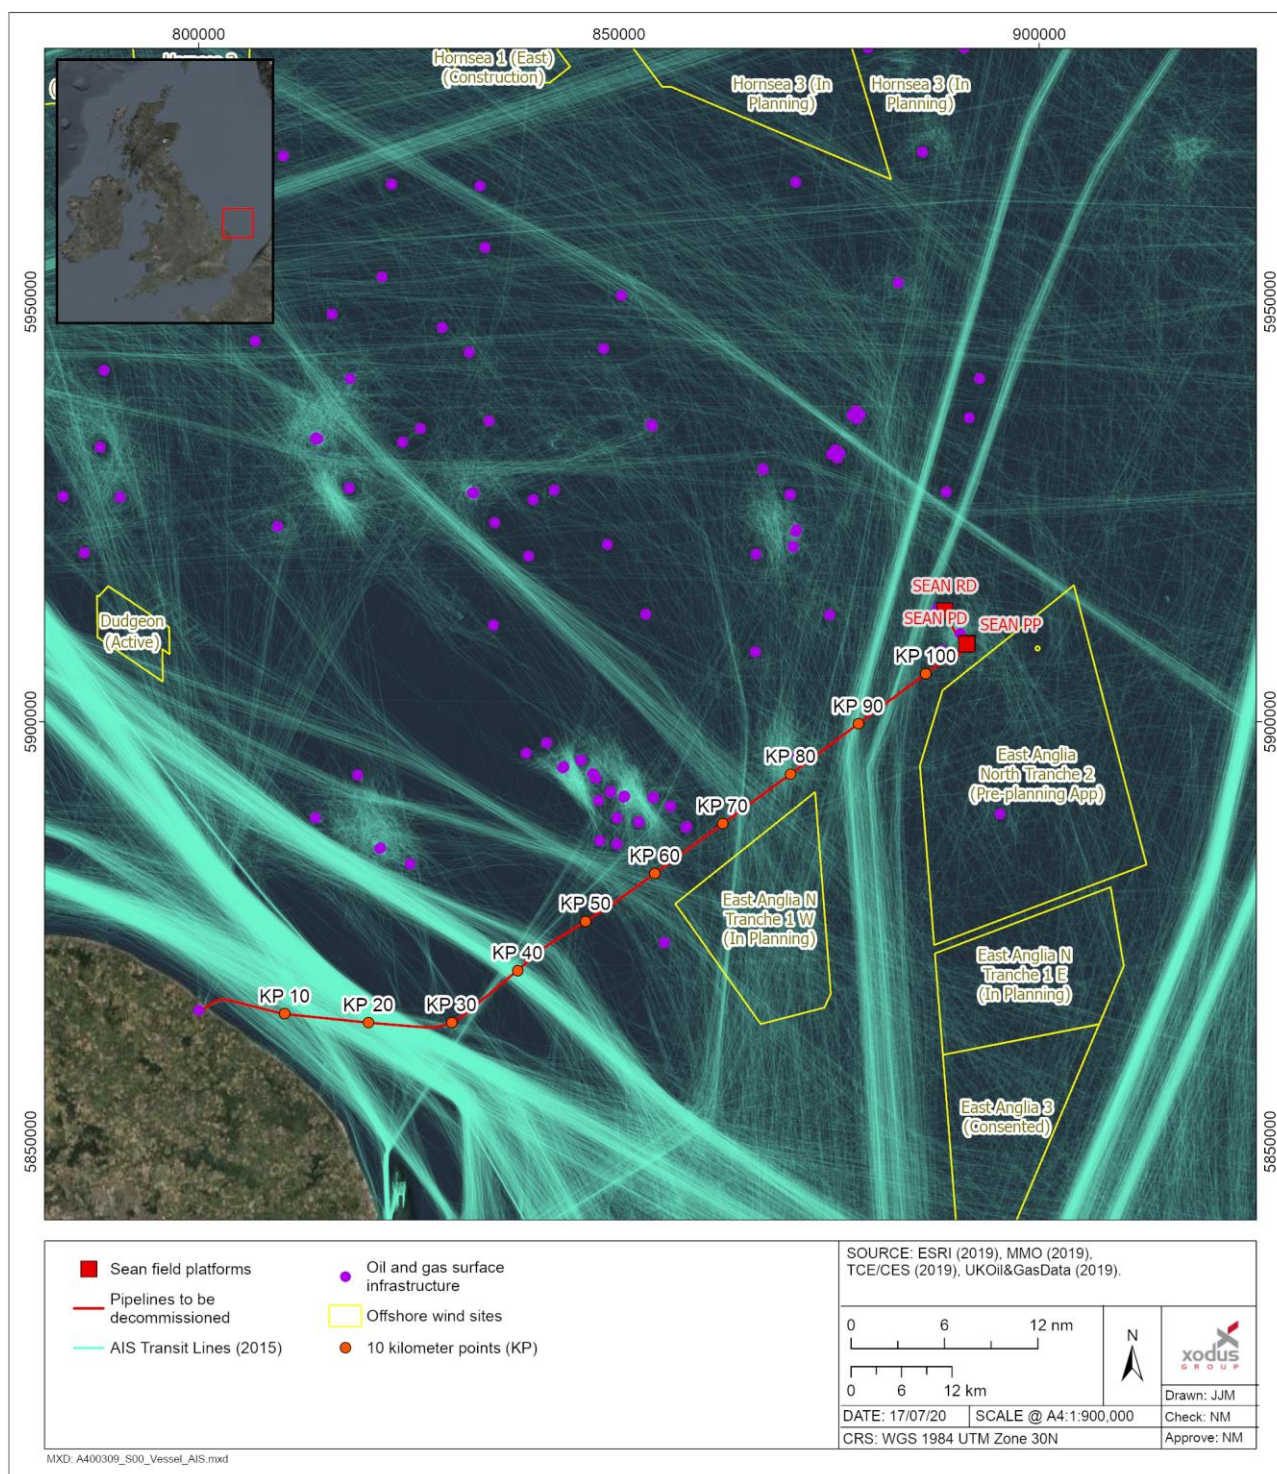 800000
850000
900000
Hornsea 1 (East)
(Construction)
Hornsea 3 (In
Planning)
Hornsea 3 (In
Planning)
5950000
5950000
Dudgeon
(Active)
SEAN RD
SEAN PD
SEAN PP
KP 100
KP 90
KP 80
KP 70
KP 60
KP 50
KP 40
KP 30
KP 20
KP 10
5900000
5900000
East Anglia
North Tranche 2
(Pre-planning App)
East Anglia N
Tranche 1 W
(In Planning)
East Anglia N
Tranche 1 E
(In Planning)
East Anglia 3
(Consented)
5850000
5850000
Sean field platforms
Pipelines to be
decommissioned
AIS Transit Lines (2015)
Oil and gas surface
infrastructure
Offshore wind sites
10 kilometer points (KP)
SOURCE: ESRI (2019), MMO (2019),
TCE/CES (2019), UKOil&GasData (2019).
0 6 12 nm
0 6 12 km
N
xodus
GROUP
Drawn: JJM
DATE: 17/07/20 SCALE @ A4:1:900,000 Check: NM
CRS: WGS 1984 UTM Zone 30N Approve: NM
MXD: A400309_S00_Vessel_AIS.mxd